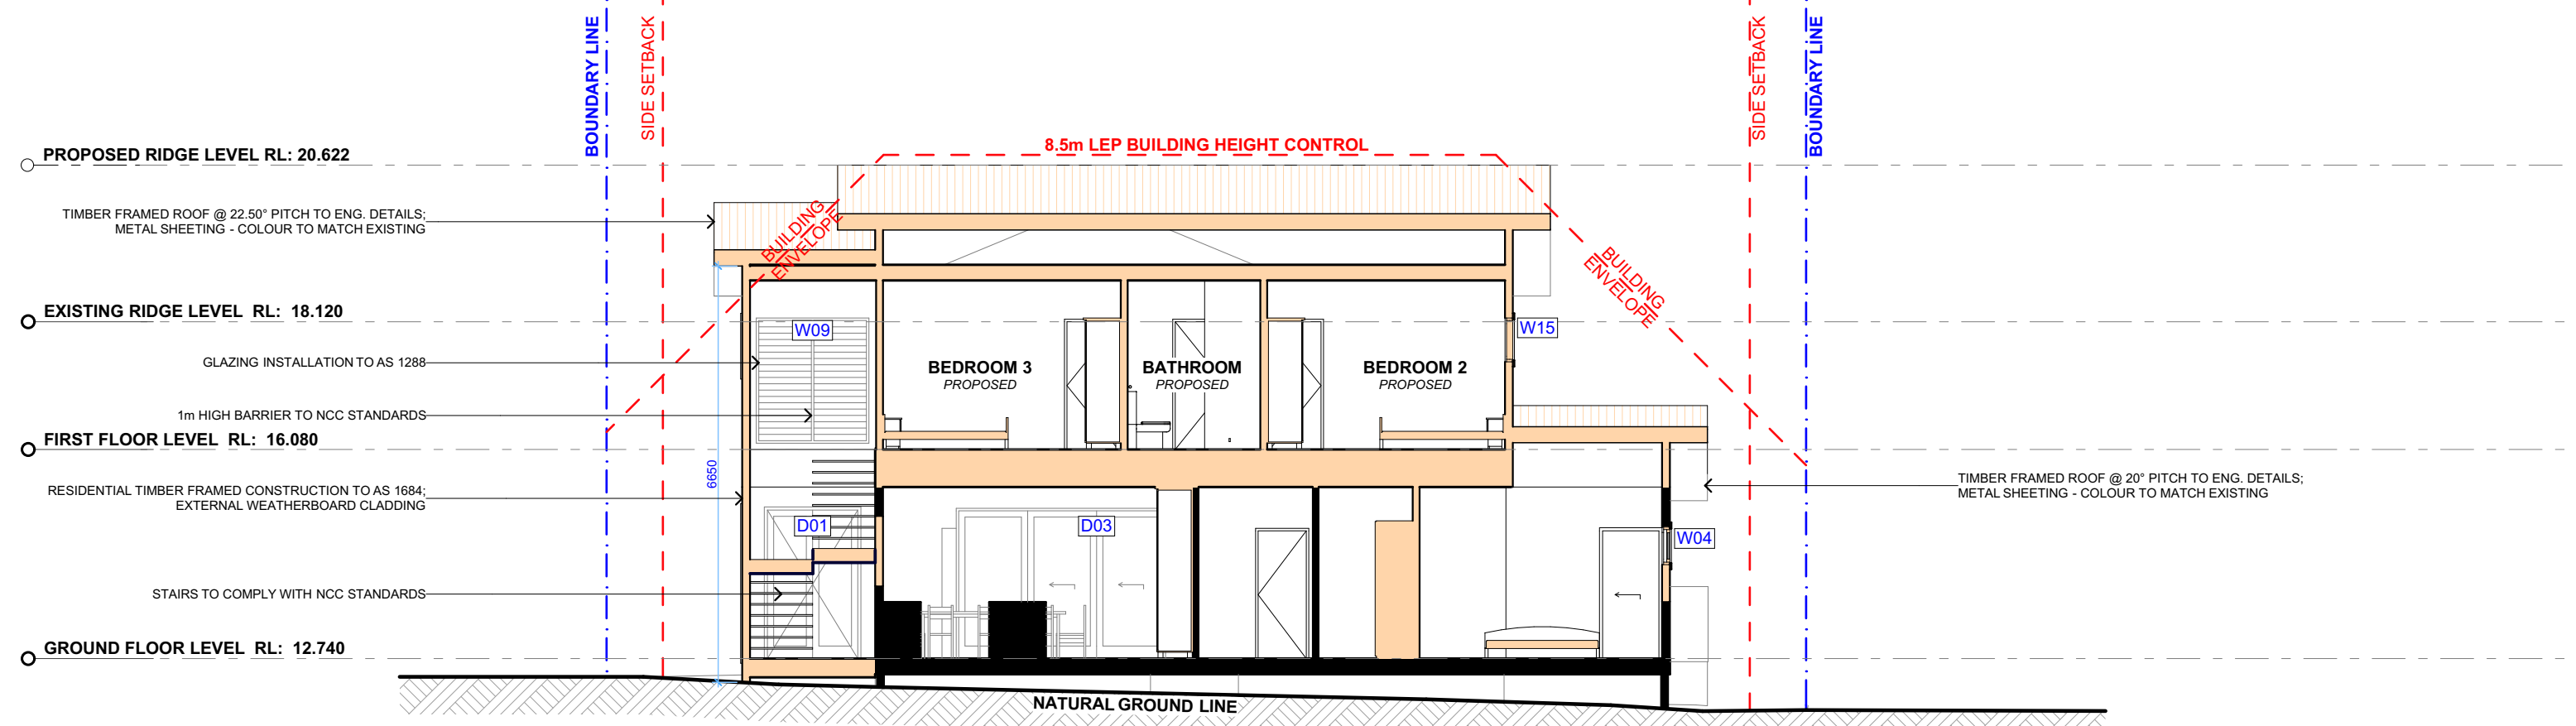 BOUNDARY LINE
SIDE SETBACK
SIDE SETBACK
BOUNDARY LINE
8.5m LEP BUILDING HEIGHT CONTROL
PROPOSED RIDGE LEVEL RL: 20.622
TIMBER FRAMED ROOF @ 22.50° PITCH TO ENG. DETAILS;
METAL SHEETING - COLOUR TO MATCH EXISTING
BUILDING
ENVELOPE
BUILDING
ENVELOPE
EXISTING RIDGE LEVEL RL: 18.120
W09
W15
GLAZING INSTALLATION TO AS 1288
BEDROOM 3
PROPOSED
BATHROOM
PROPOSED
BEDROOM 2
PROPOSED
1m HIGH BARRIER TO NCC STANDARDS
FIRST FLOOR LEVEL RL: 16.080
6650
RESIDENTIAL TIMBER FRAMED CONSTRUCTION TO AS 1684;
EXTERNAL WEATHERBOARD CLADDING
TIMBER FRAMED ROOF @ 20° PITCH TO ENG. DETAILS;
METAL SHEETING - COLOUR TO MATCH EXISTING
D01
D03
W04
STAIRS TO COMPLY WITH NCC STANDARDS
GROUND FLOOR LEVEL RL: 12.740
NATURAL GROUND LINE